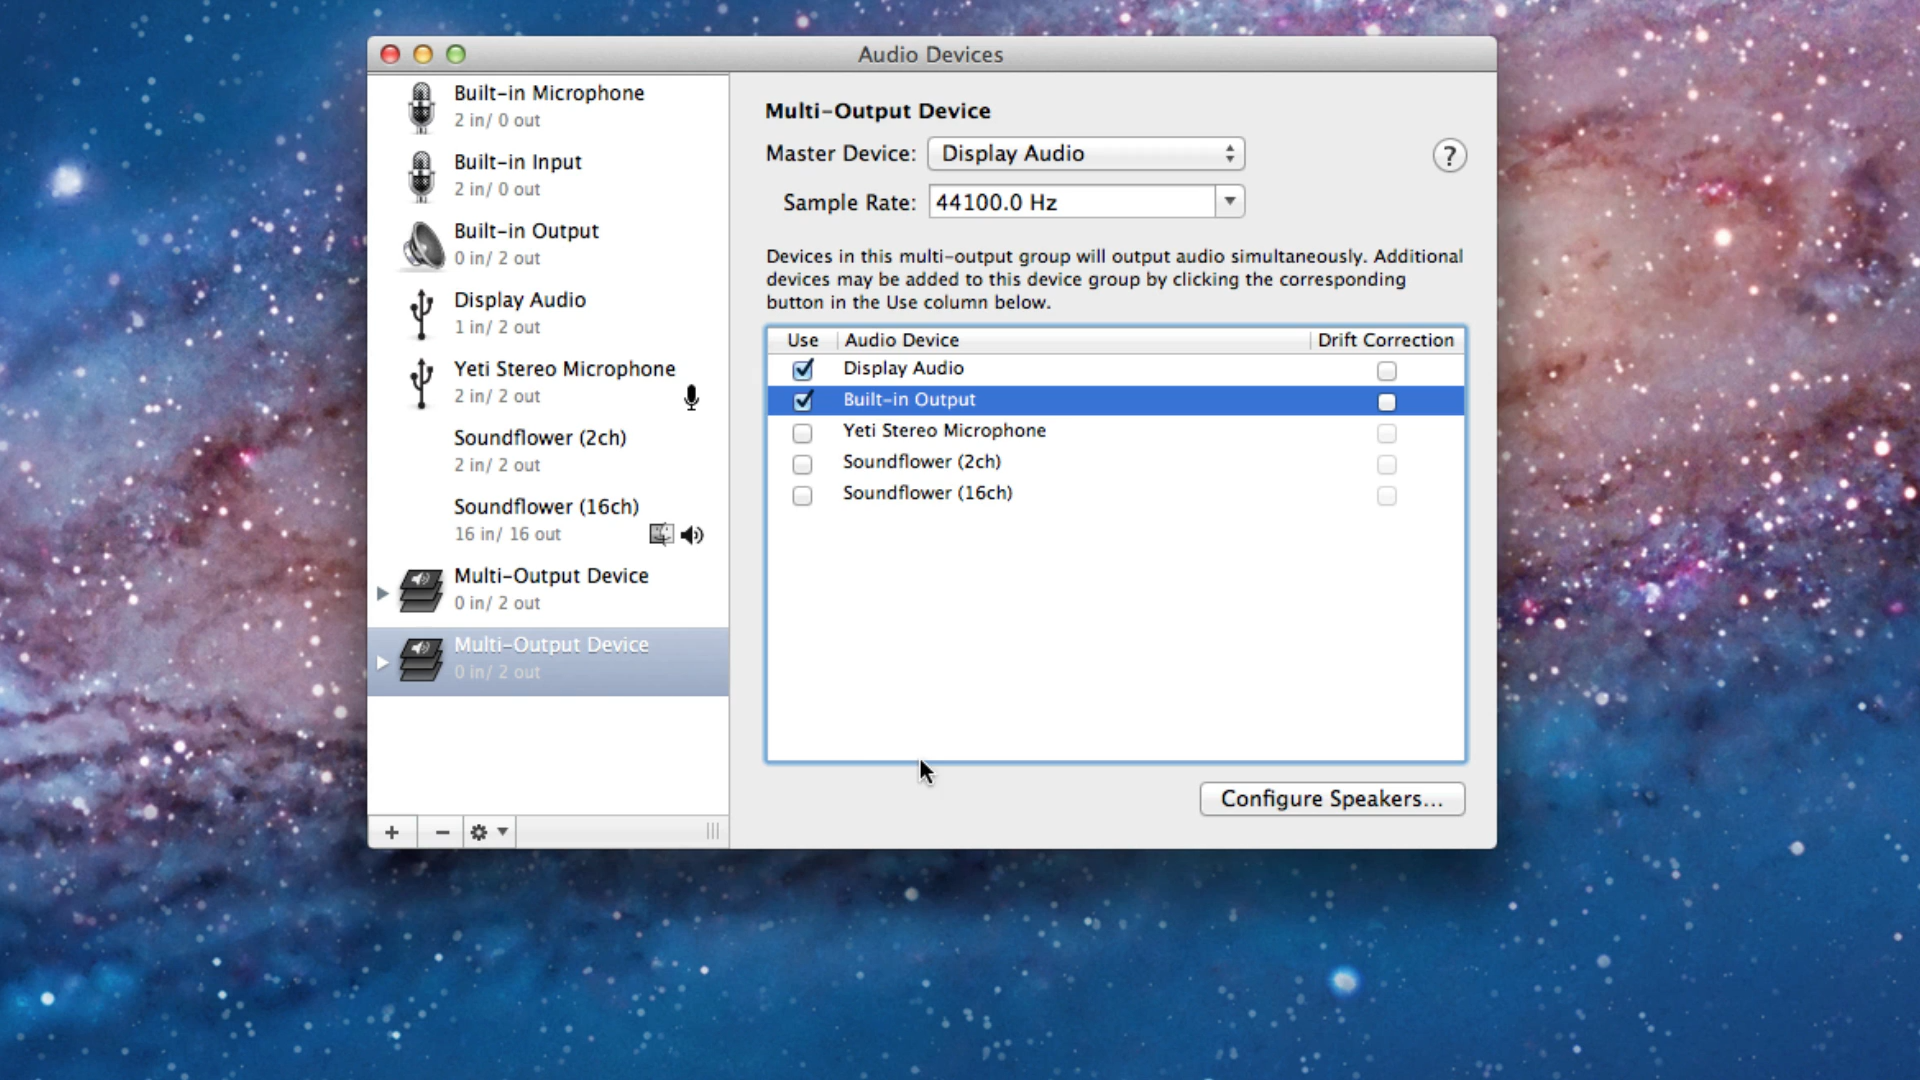 Audio Devices
Built-in Microphone
2 in/ 0 out
Built-in Input
2 in/ 0 out
Built-in Output
0 in/ 2 out
Display Audio
1 in/ 2 out
Yeti Stereo Microphone
2 in/ 2 out
Soundflower (2ch)
2 in/ 2 out
Soundflower (16ch)
16 in/ 16 out
Multi-Output Device
0 in/ 2 out
Multi-Output Device
0 in/ 2 out
Multi-Output Device
Master Device: Display Audio
?
Sample Rate: 44100.0 Hz
Devices in this multi-output group will output audio simultaneously. Additional
devices may be added to this device group by clicking the corresponding
button in the Use column below.
Use Audio Device Drift Correction
Display Audio
Built-in Output
Yeti Stereo Microphone
Soundflower (2ch)
Soundflower (16ch)
Configure Speakers...